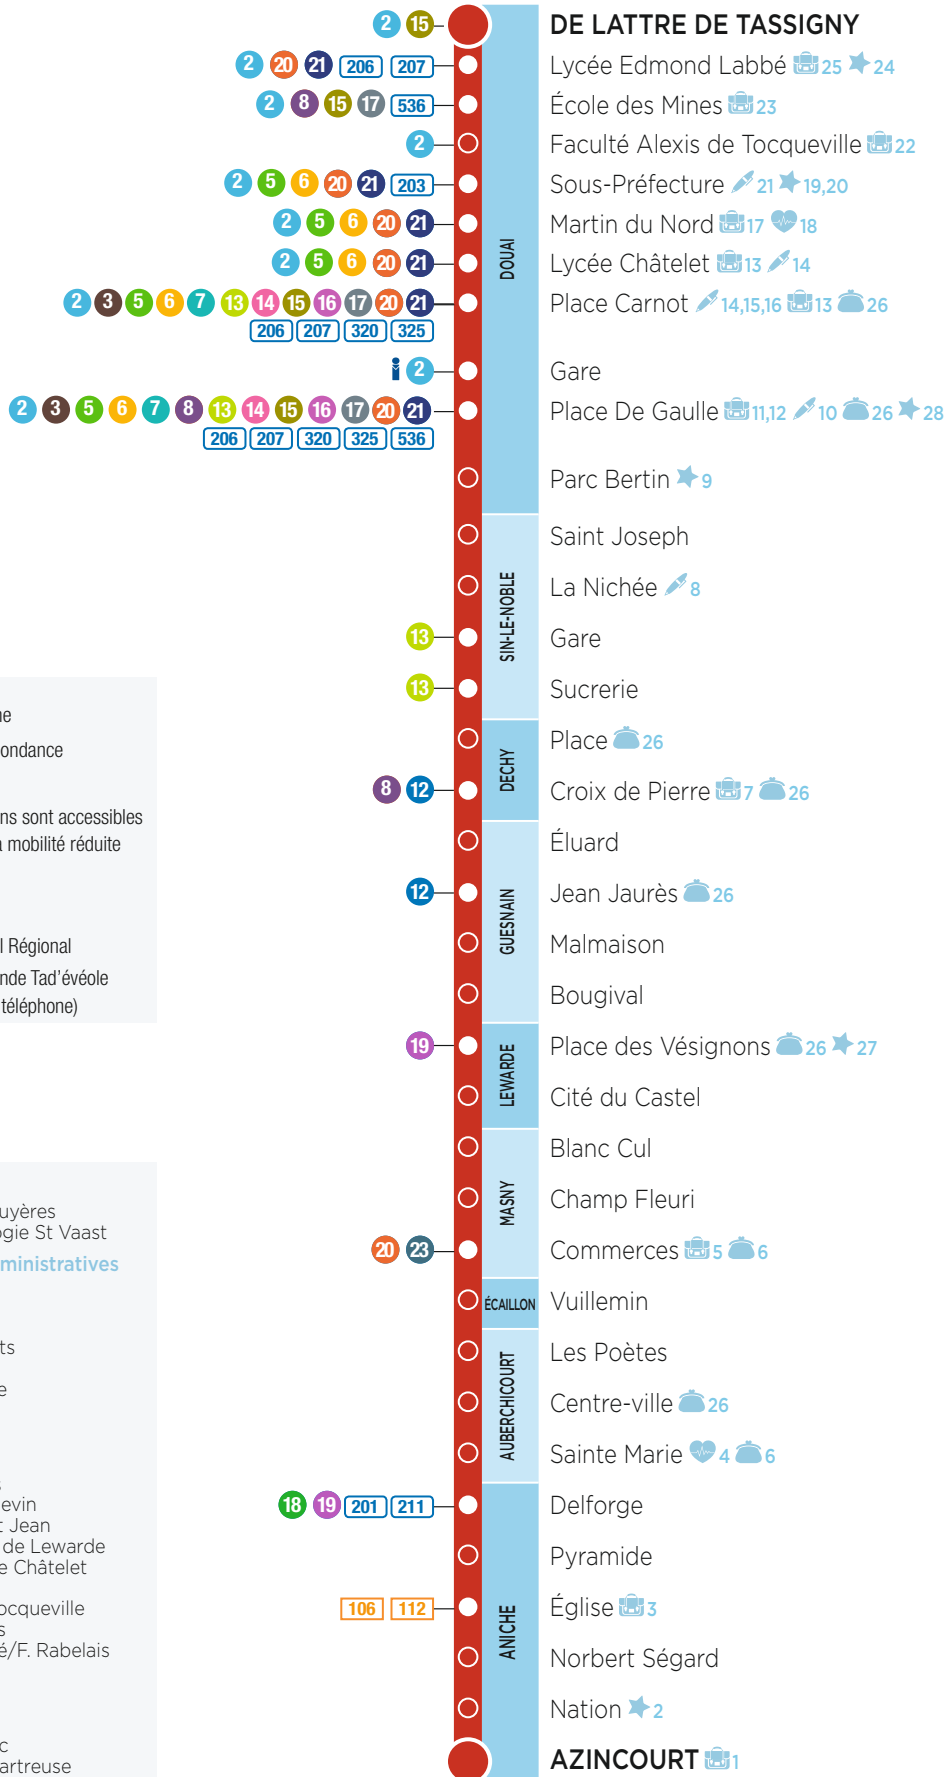 2 15 DE LATTRE DE TASSIGNY
2 20 21 206 207 Lycée Edmond Labbé 25 24
2 8 15 17 536 École des Mines 23
2 Faculté Alexis de Tocqueville 22
2 5 6 20 21 203 Sous-Préfecture 21 19,20
2 5 6 20 21 Martin du Nord 17 18
DOUAI
2 5 6 20 21 Lycée Châtelet 13 14
2 3 5 6 7 13 14 15 16 17 20 21 Place Carnot 14,15,16 13 26
206 207 320 325
i 2 Gare
2 3 5 6 7 8 13 14 15 16 17 20 21 Place De Gaulle 11,12 10 26 28
206 207 320 325 536
Parc Bertin 9
Saint Joseph
La Nichée 8
SIN-LE-NOBLE
13 Gare
13 Sucrerie
Place 26
DECHY
8 12 Croix de Pierre 7 26
Éluard
12 Jean Jaurès 26
GUESNAIN
Malmaison
Bougival
19 Place des Vésignons 26 27
LEWARDE
Cité du Castel
Blanc Cul
MASNY
Champ Fleuri
20 23 Commerces 5 6
ÉCAILLON Vuillemin
Les Poètes
AUBERCHICOURT
Centre-ville 26
Sainte Marie 4 6
18 19 201 211 Delforge
Pyramide
106 112 Église 3
ANICHE
Norbert Ségard
Nation 2
AZINCOURT 1
ne
ondance
ns sont accessibles
à mobilité réduite
l Régional
nde Tad'évéole
téléphone)
uyères
ogie St Vaast
ministratives
ts
e
s
evin
t Jean
de Lewarde
e Châtelet
ocqueville
s
é/F. Rabelais
c
artreuse